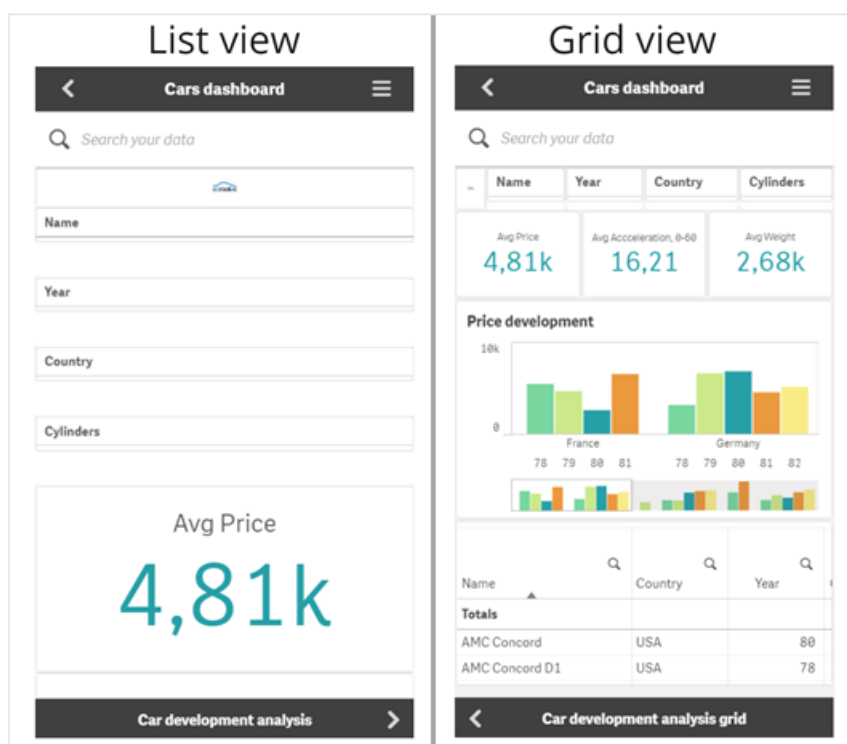 List view
Cars dashboard
Search your data
Name
Year
Country
Cylinders
Avg Price
4,81k
Car development analysis
Grid view
Cars dashboard
Search your data
Name Year Country Cylinders
Avg Price Avg Accceleration, 0-60 Avg Weight
4,81k 16,21 2,68k
Price development
10k
0
France Germany
78 79 80 81 78 79 80 81 82
Name Country Year
Totals
AMC Concord USA 80
AMC Concord D1 USA 78
Car development analysis grid